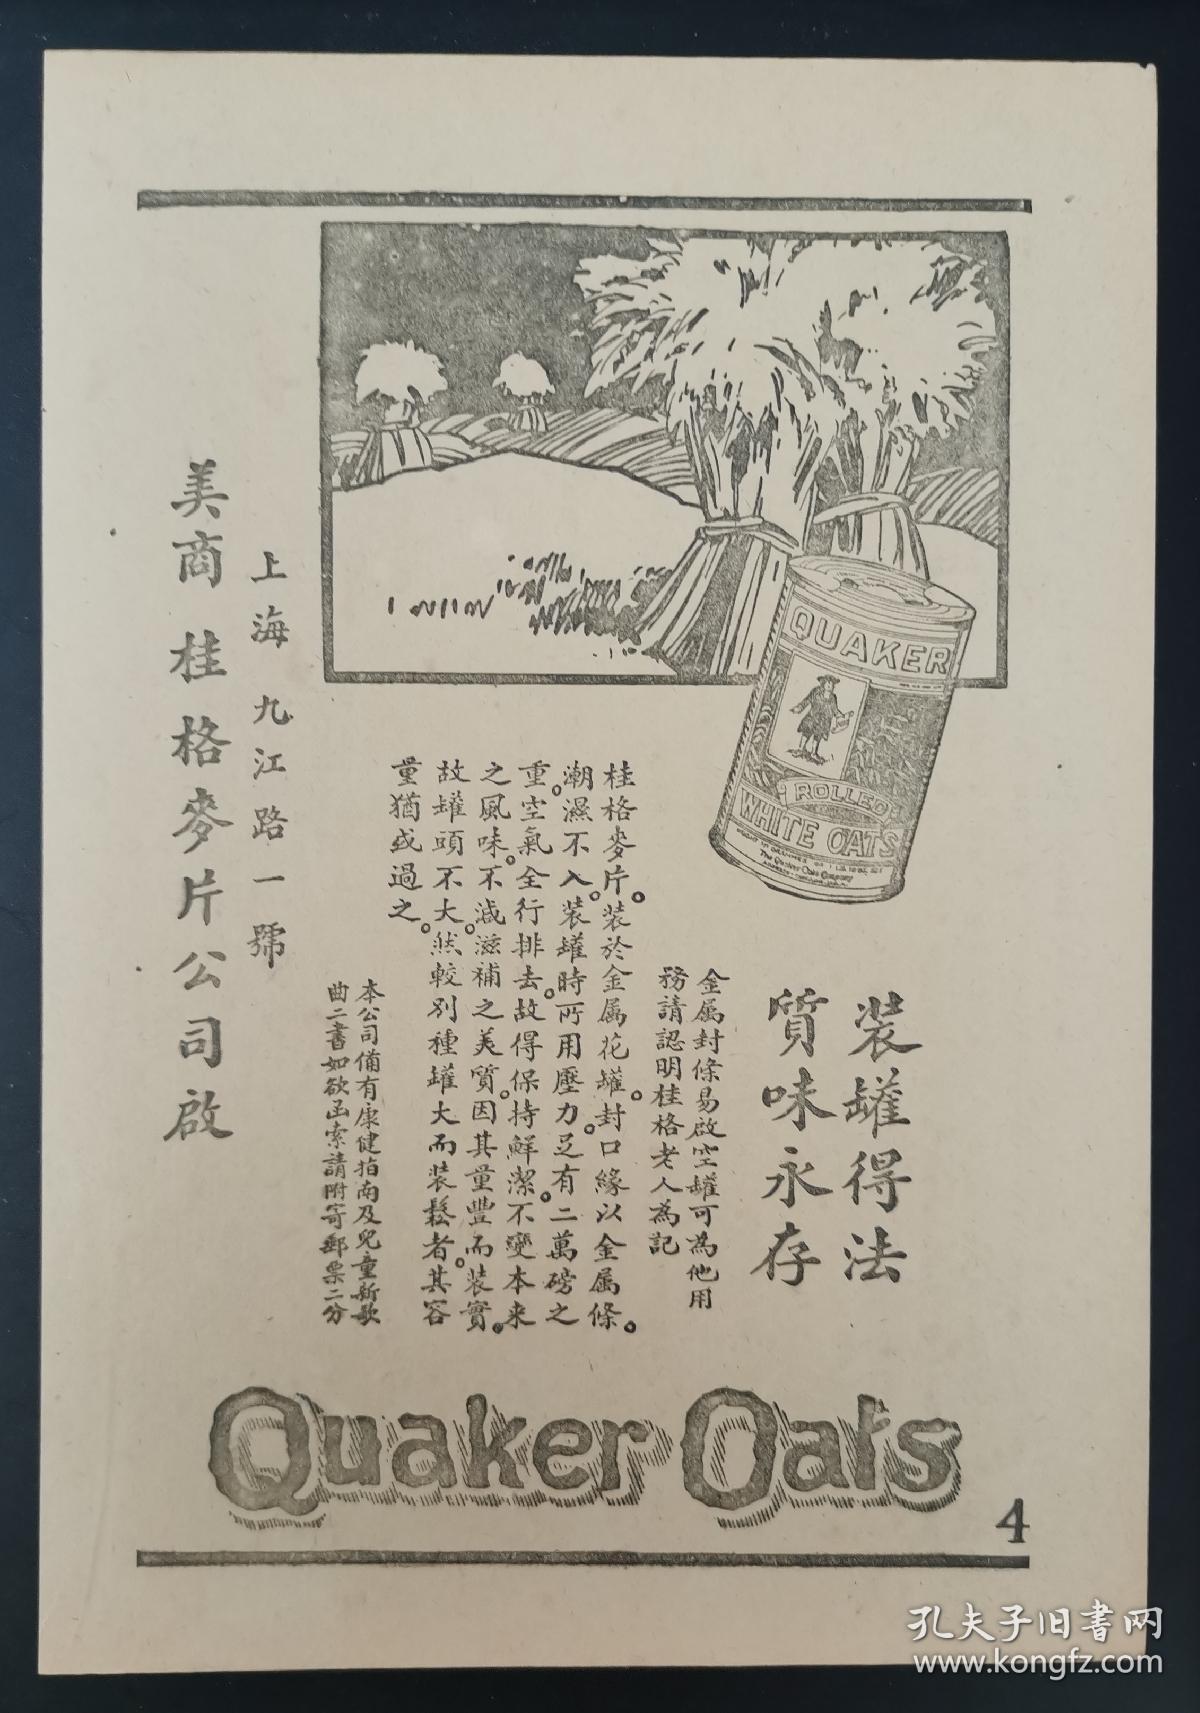 QUAKER
ROLLED
WHITE OATS
The Quaker Oats Company
裝罐得法
質味永存
金属封條易啟空罐可為他用
務請認明桂格老人為記
桂格麥片。裝於金属花罐。封口緣以金属條。
潮濕不入。裝罐時所用壓力。足有二萬磅之
重。空氣全行排去。故得保持鮮潔。不變本来
之風味。不減滋補之美質。因其量豐而裝實。
故罐頭不大。然較別種罐大而裝鬆者。其容
量猶或過之。
本公司備有康健指南及兒童新歌
曲二書如欲函索請附寄郵票二分
上海九江路一號
美商桂格麥片公司啟
Quaker Oats
4
孔夫子旧书网
www.kongfz.com